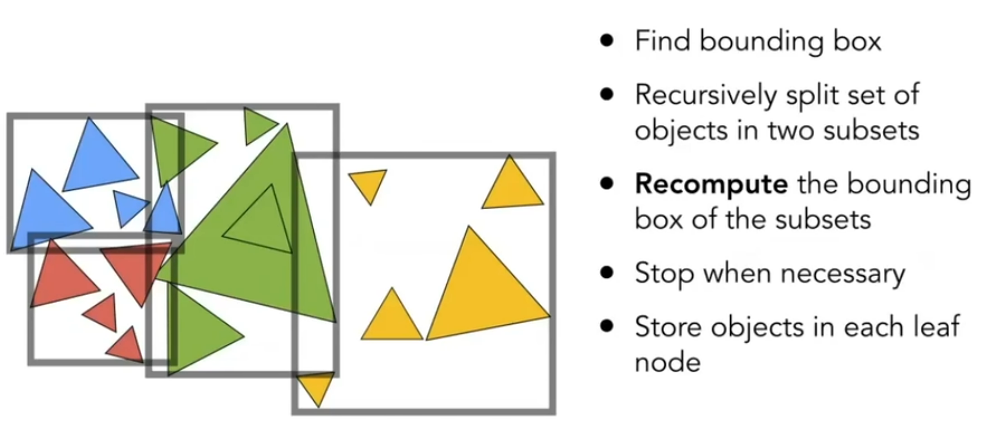 • Find bounding box
• Recursively split set of
objects in two subsets
• Recompute the bounding
box of the subsets
• Stop when necessary
• Store objects in each leaf
node